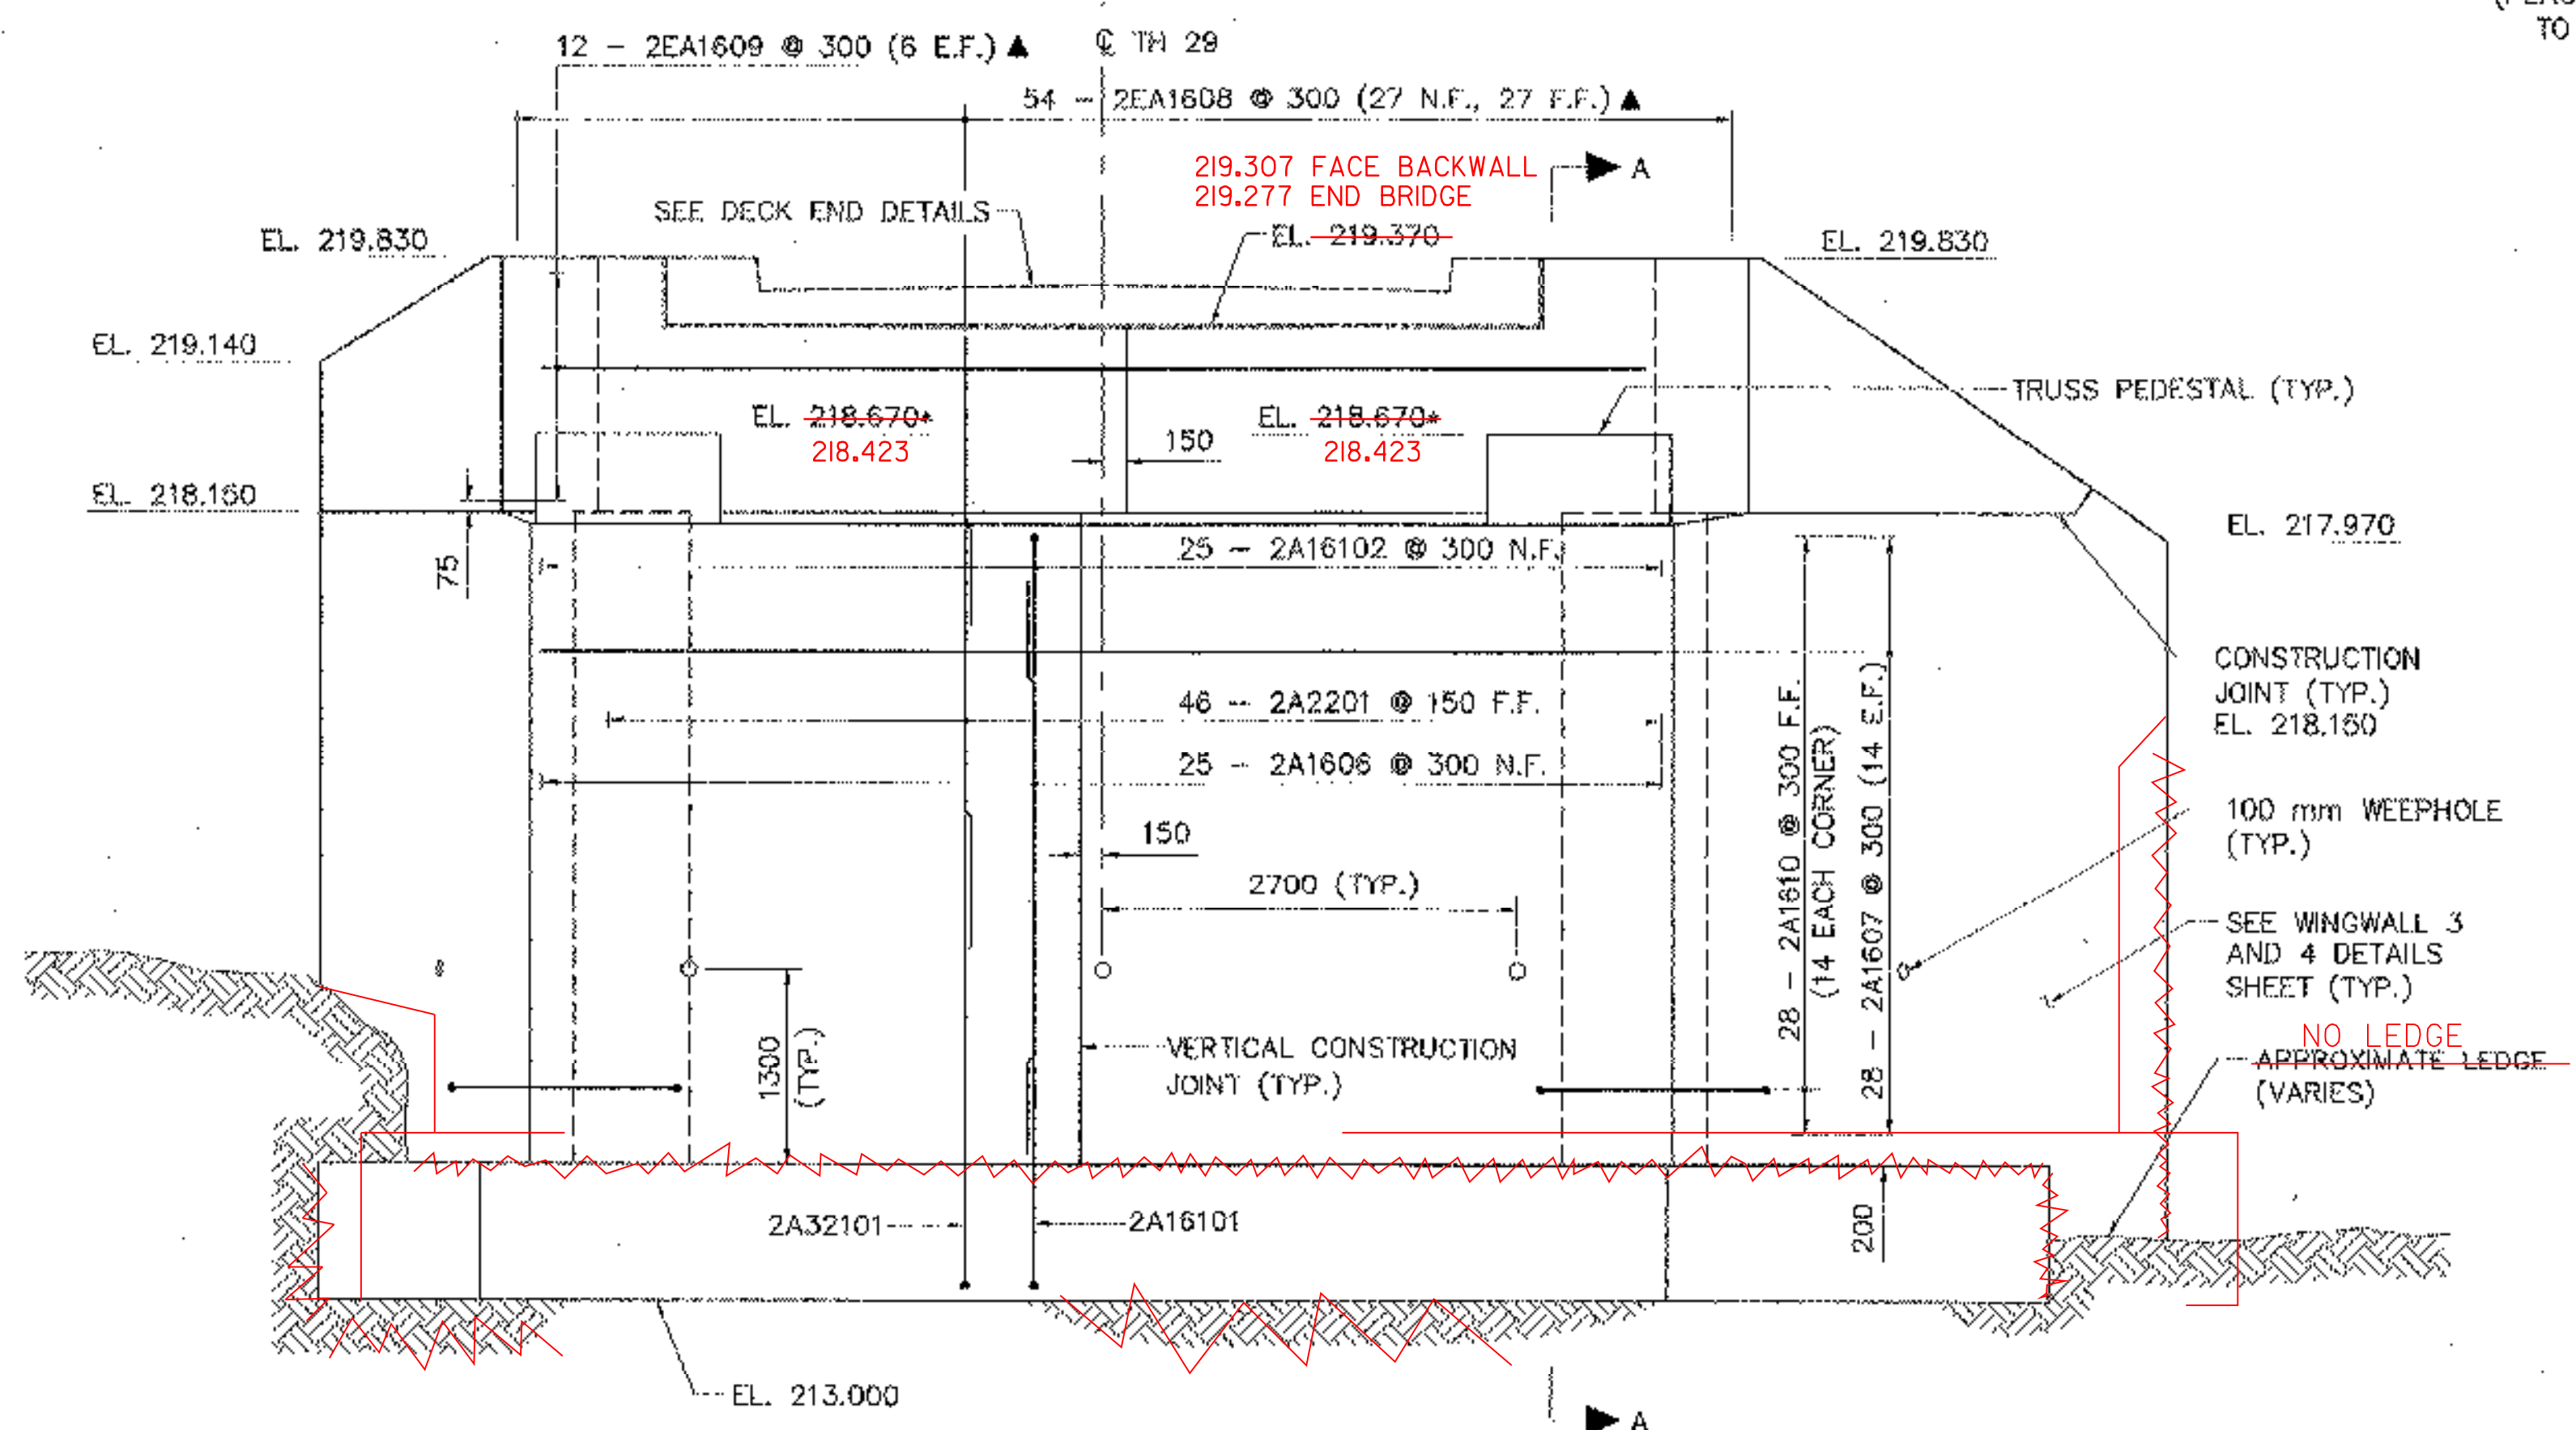 TO
12 - 2EA1609 @ 300 (6 E.F.) ▲
℄ TH 29
54 - 2EA1608 @ 300 (27 N.F., 27 F.F.) ▲
219.307 FACE BACKWALL
219.277 END BRIDGE
A
SEE DECK END DETAILS
EL. 219.370
EL. 219.830
EL. 219.830
EL. 219.140
TRUSS PEDESTAL (TYP.)
EL. 218.670*
218.423
EL. 218.670*
218.423
150
EL. 218.160
75
EL. 217.970
25 - 2A16102 @ 300 N.F.
CONSTRUCTION
JOINT (TYP.)
EL. 218.160
46 - 2A2201 @ 150 F.F.
25 - 2A1606 @ 300 N.F.
28 - 2A1610 @ 300 F.F.
(14 EACH CORNER)
28 - 2A1607 @ 300 (14 E.F.)
100 mm WEEPHOLE
(TYP.)
150
2700 (TYP.)
SEE WINGWALL 3
AND 4 DETAILS
SHEET (TYP.)
NO LEDGE
APPROXIMATE LEDGE
(VARIES)
1300
(TYP.)
VERTICAL CONSTRUCTION
JOINT (TYP.)
2A32101
2A16101
200
EL. 213.000
A